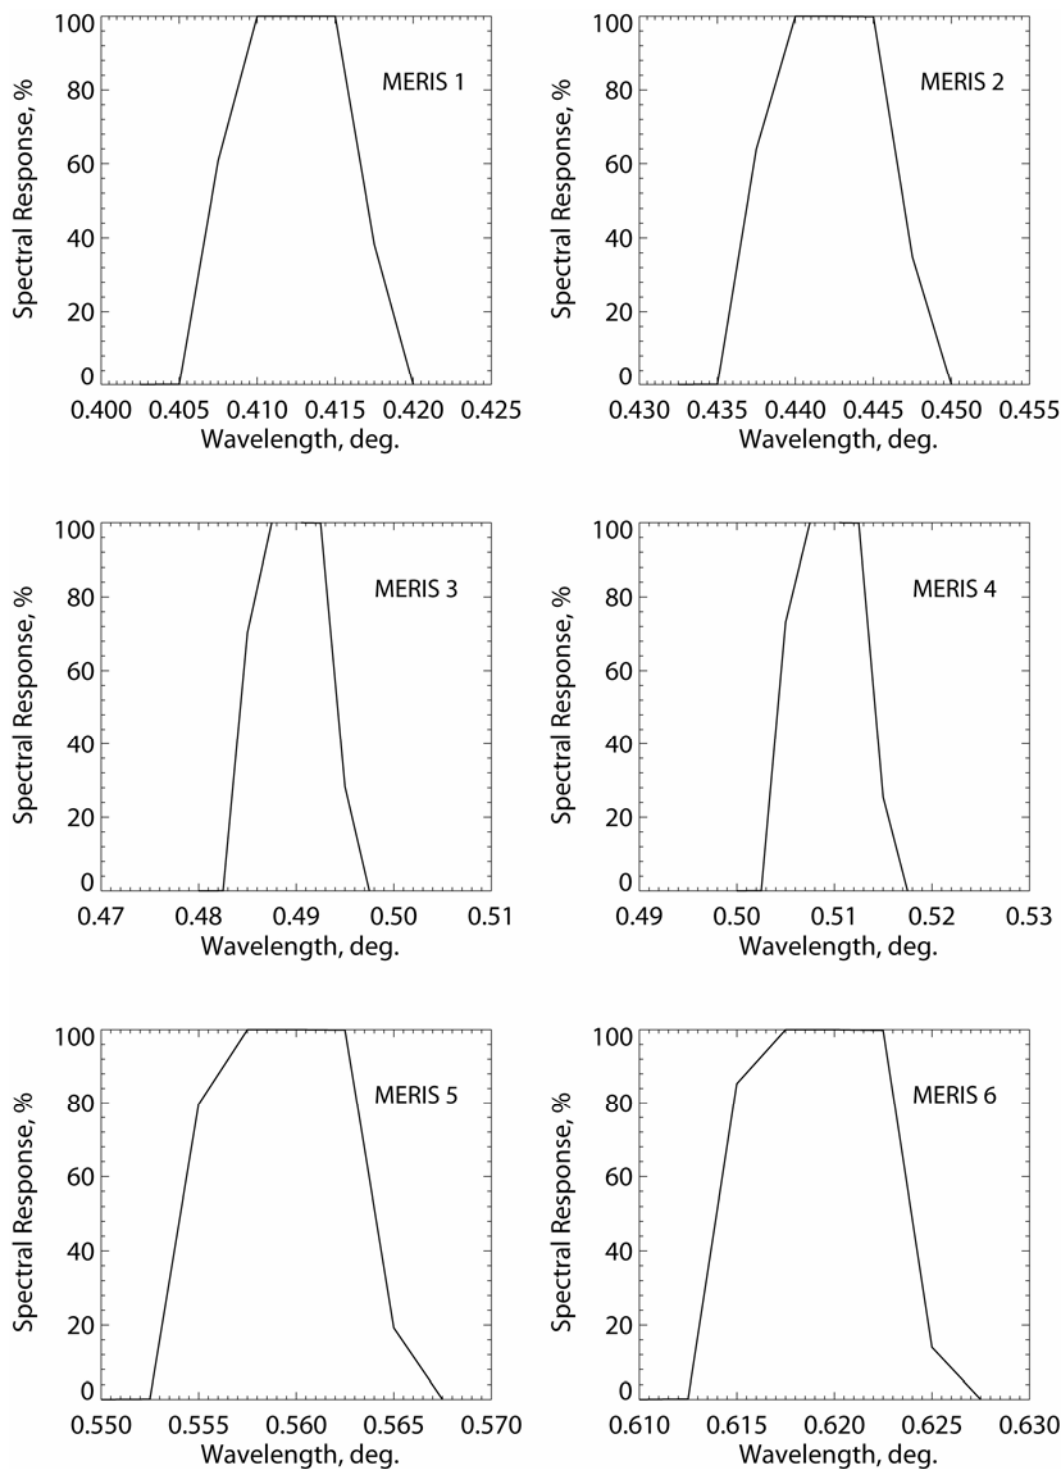 100
80
60
40
20
0
Spectral Response, %
MERIS 1
0.400 0.405 0.410 0.415 0.420 0.425
Wavelength, deg.
100
80
60
40
20
0
Spectral Response, %
MERIS 2
0.430 0.435 0.440 0.445 0.450 0.455
Wavelength, deg.
100
80
60
40
20
0
Spectral Response, %
MERIS 3
0.47 0.48 0.49 0.50 0.51
Wavelength, deg.
100
80
60
40
20
0
Spectral Response, %
MERIS 4
0.49 0.50 0.51 0.52 0.53
Wavelength, deg.
100
80
60
40
20
0
Spectral Response, %
MERIS 5
0.550 0.555 0.560 0.565 0.570
Wavelength, deg.
100
80
60
40
20
0
Spectral Response, %
MERIS 6
0.610 0.615 0.620 0.625 0.630
Wavelength, deg.